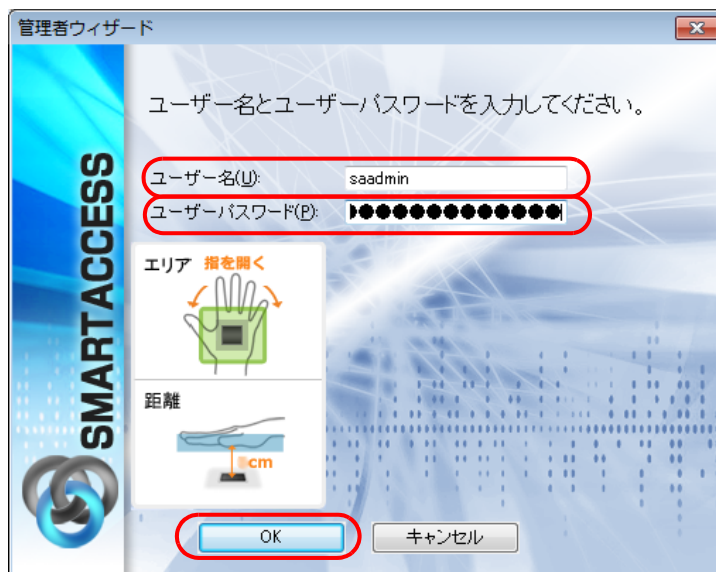 管理者ウィザード
ユーザー名とユーザーパスワードを入力してください。
ユーザー名(U):
saadmin
ユーザーパスワード(P):
エリア
指を開く
距離
cm
SMARTACCESS
OK
キャンセル